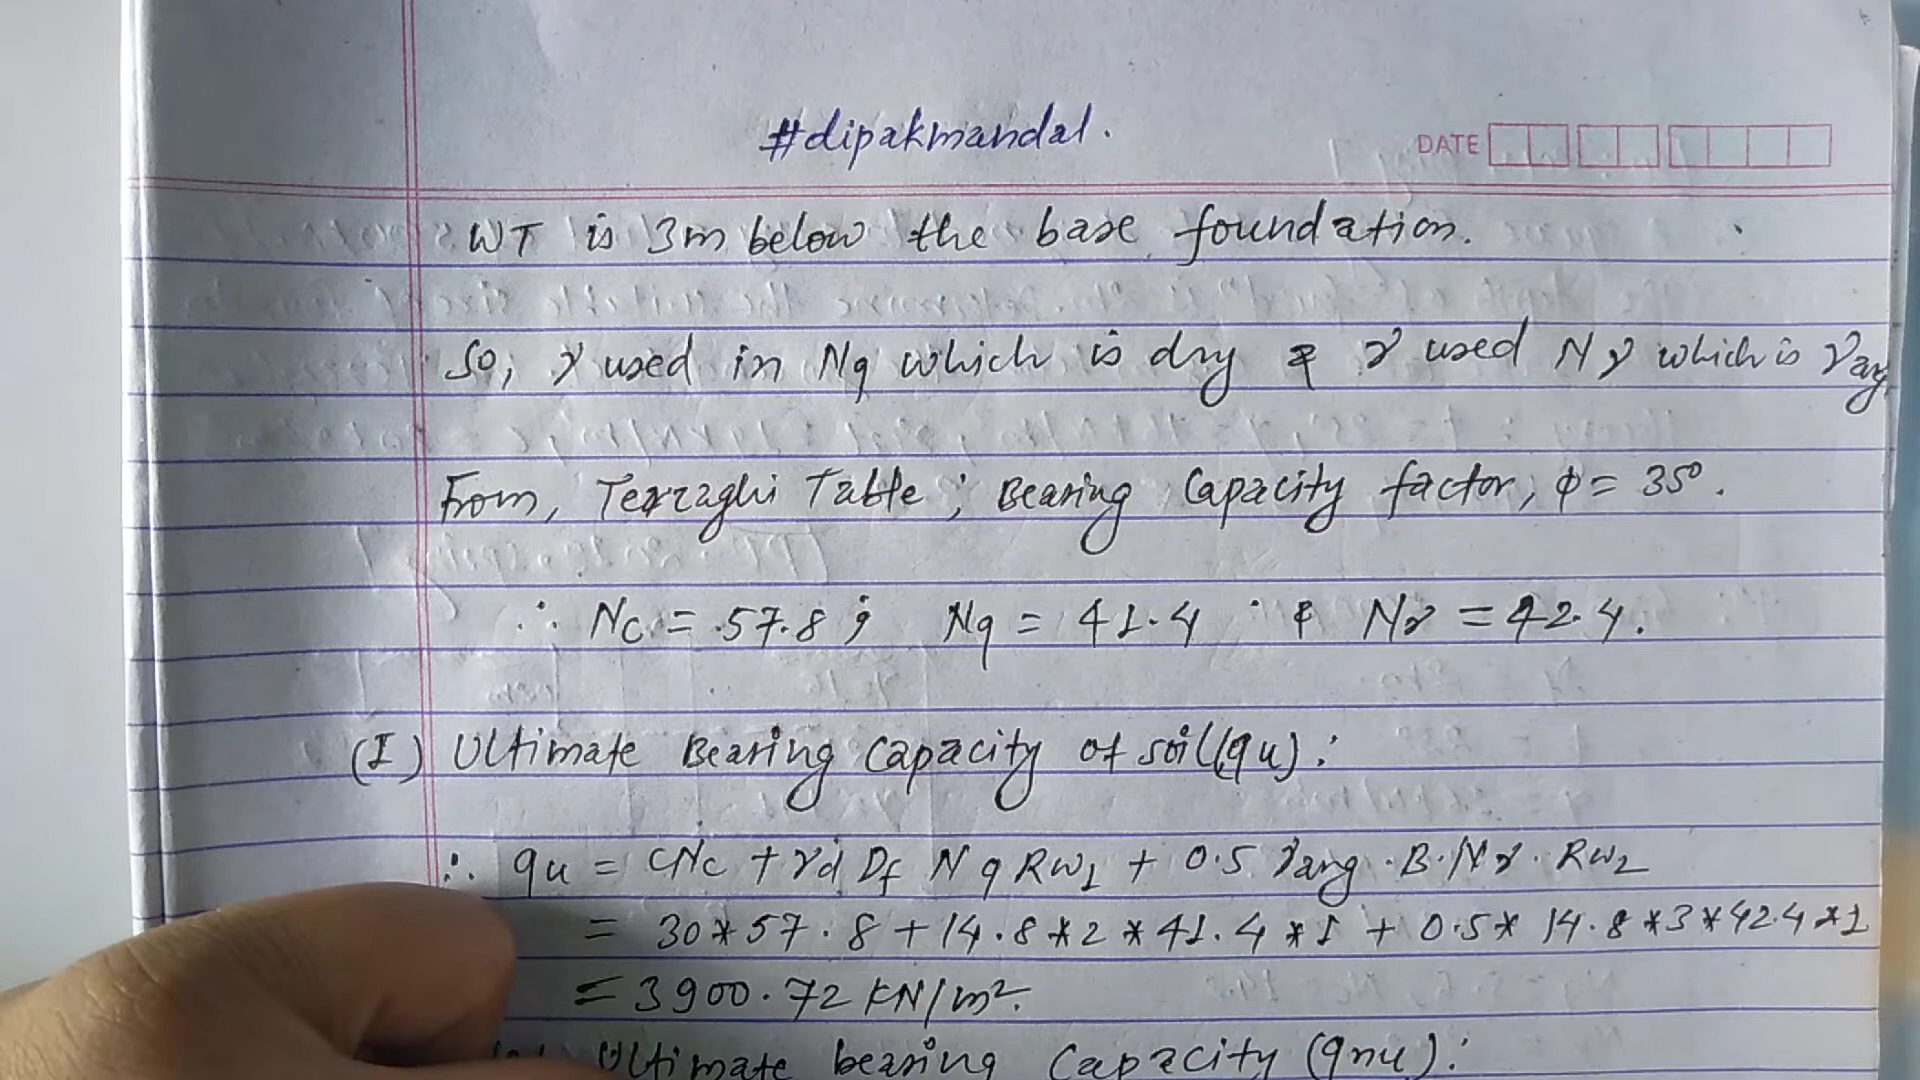 #dipakmandal.
DATE
WT is 3m below the base foundation.
So, γ used in Nq which is dry & γ used Nγ which is γavg
From, Terzaghi Table; Bearing Capacity factor, φ = 35°.
∴ Nc = 57.8; Nq = 41.4 & Nγ = 42.4.
(I) Ultimate Bearing Capacity of soil(qu):
∴ qu = CNc + γd Df Nq Rw1 + 0.5 γavg · B · Nγ · Rw2
= 30*57.8 + 14.8*2*41.4*1 + 0.5*14.8*3*42.4*1
= 3900.72 KN/m².
Ultimate bearing Capacity (qnu):